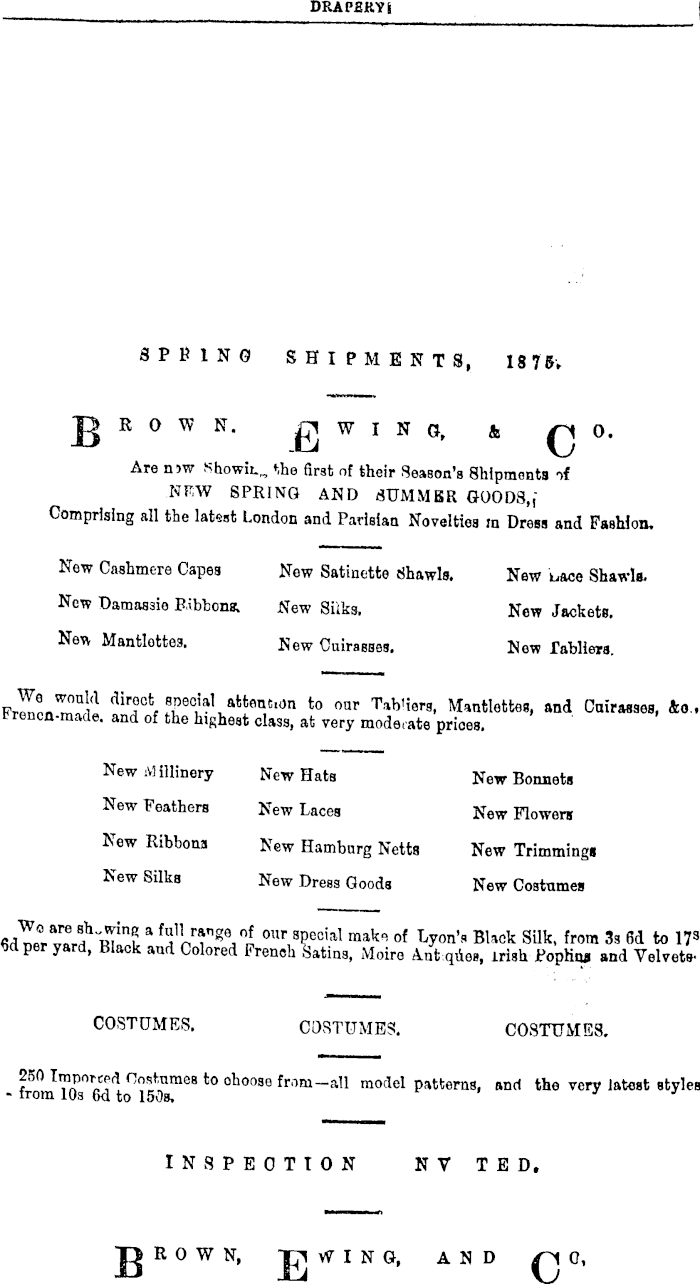 DRAPERY
SPRING SHIPMENTS, 1875.
BROWN. EWING, & CO.
Are now Showing the first of their Season's Shipments of
NEW SPRING AND SUMMER GOODS,
Comprising all the latest London and Parisian Novelties in Dress and Fashion.
New Cashmere Capes New Satinette Shawls. New Lace Shawls.
New Damassie Ribbons. New Silks. New Jackets.
New Mantlettes. New Cuirasses. New Tabliers.
We would direct special attention to our Tabliers, Mantlettes, and Cuirasses, &c.,
French-made. and of the highest class, at very moderate prices.
New Millinery New Hats New Bonnets
New Feathers New Laces New Flowers
New Ribbons New Hamburg Netts New Trimmings
New Silks New Dress Goods New Costumes
We are showing a full range of our special make of Lyon's Black Silk, from 3s 6d to 17s
6d per yard, Black and Colored French Satins, Moire Antques, Irish Poplins and Velvets.
COSTUMES. COSTUMES. COSTUMES.
250 Imported Costumes to choose from—all model patterns, and the very latest styles
- from 10s 6d to 150s.
INSPECTION NV TED.
BROWN, EWING, AND CO,